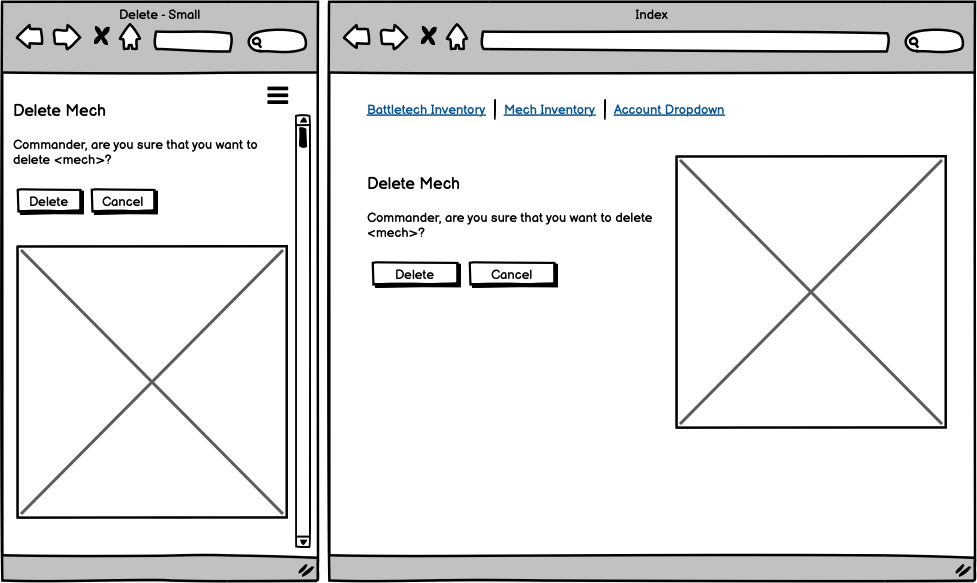 Delete - Small
Delete Mech
Commander, are you sure that you want to
delete <mech>?
Delete
Cancel
Index
Battletech Inventory
Mech Inventory
Account Dropdown
Delete Mech
Commander, are you sure that you want to delete
<mech>?
Delete
Cancel